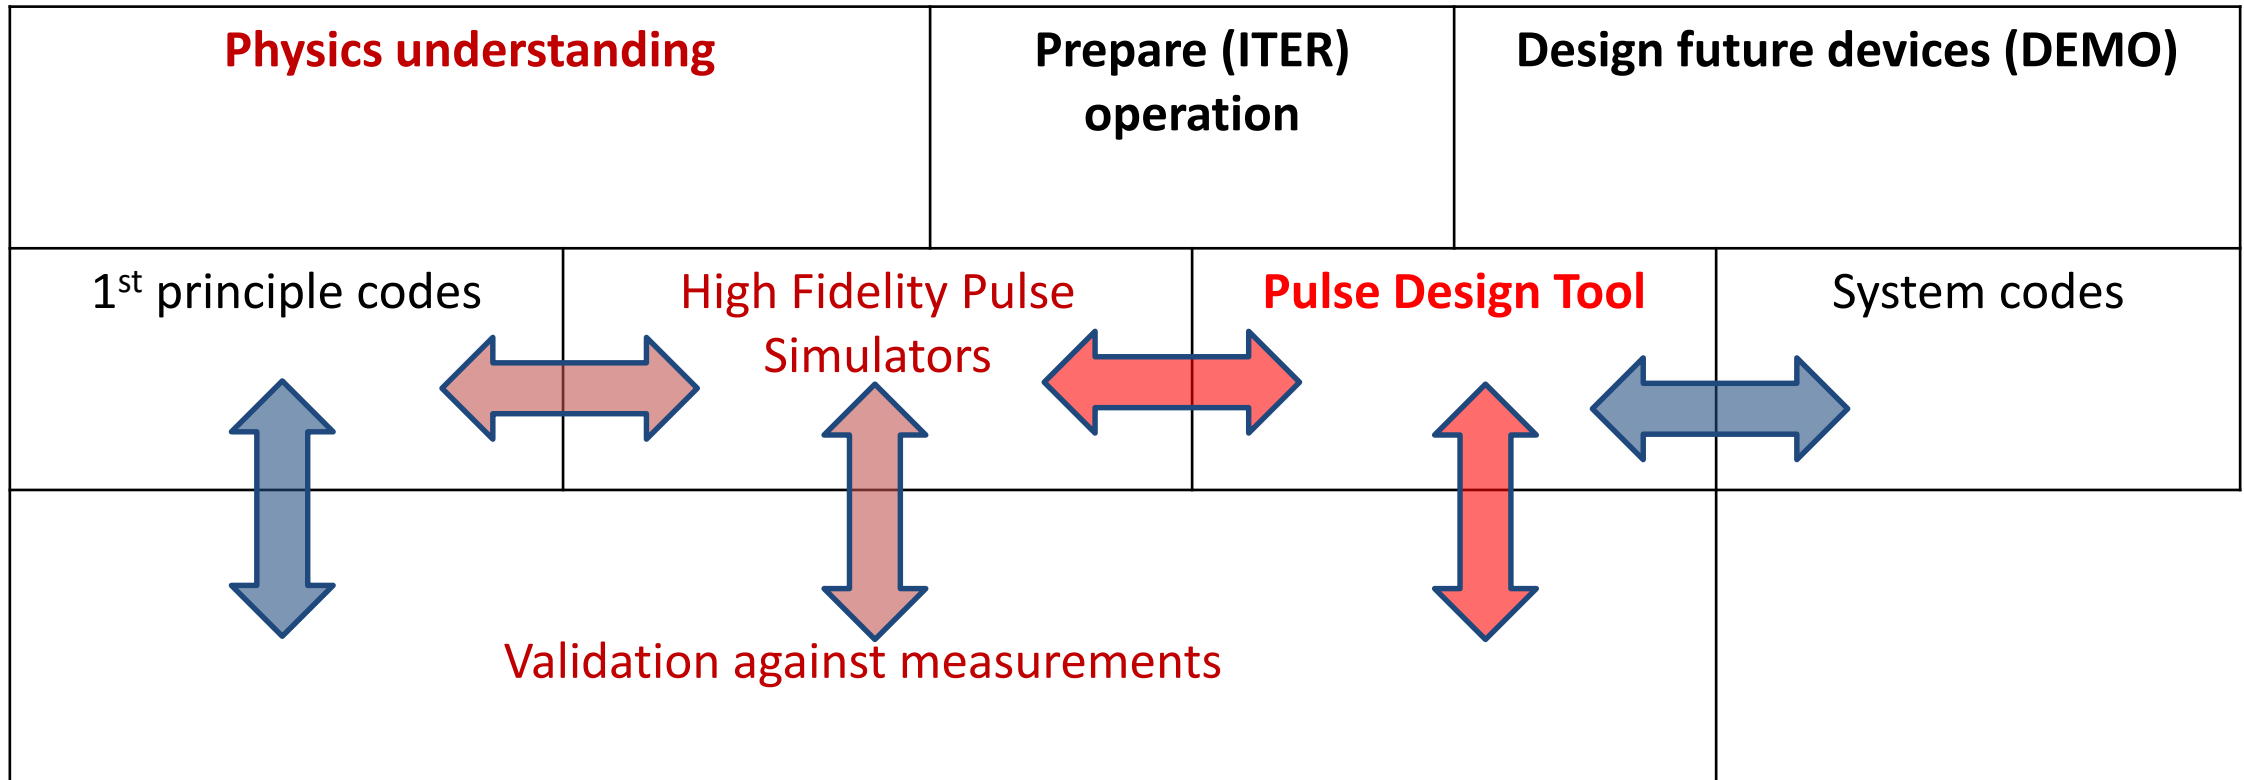 Physics understanding
Prepare (ITER)
operation
Design future devices (DEMO)
1st principle codes
High Fidelity Pulse
Simulators
Pulse Design Tool
System codes
Validation against measurements